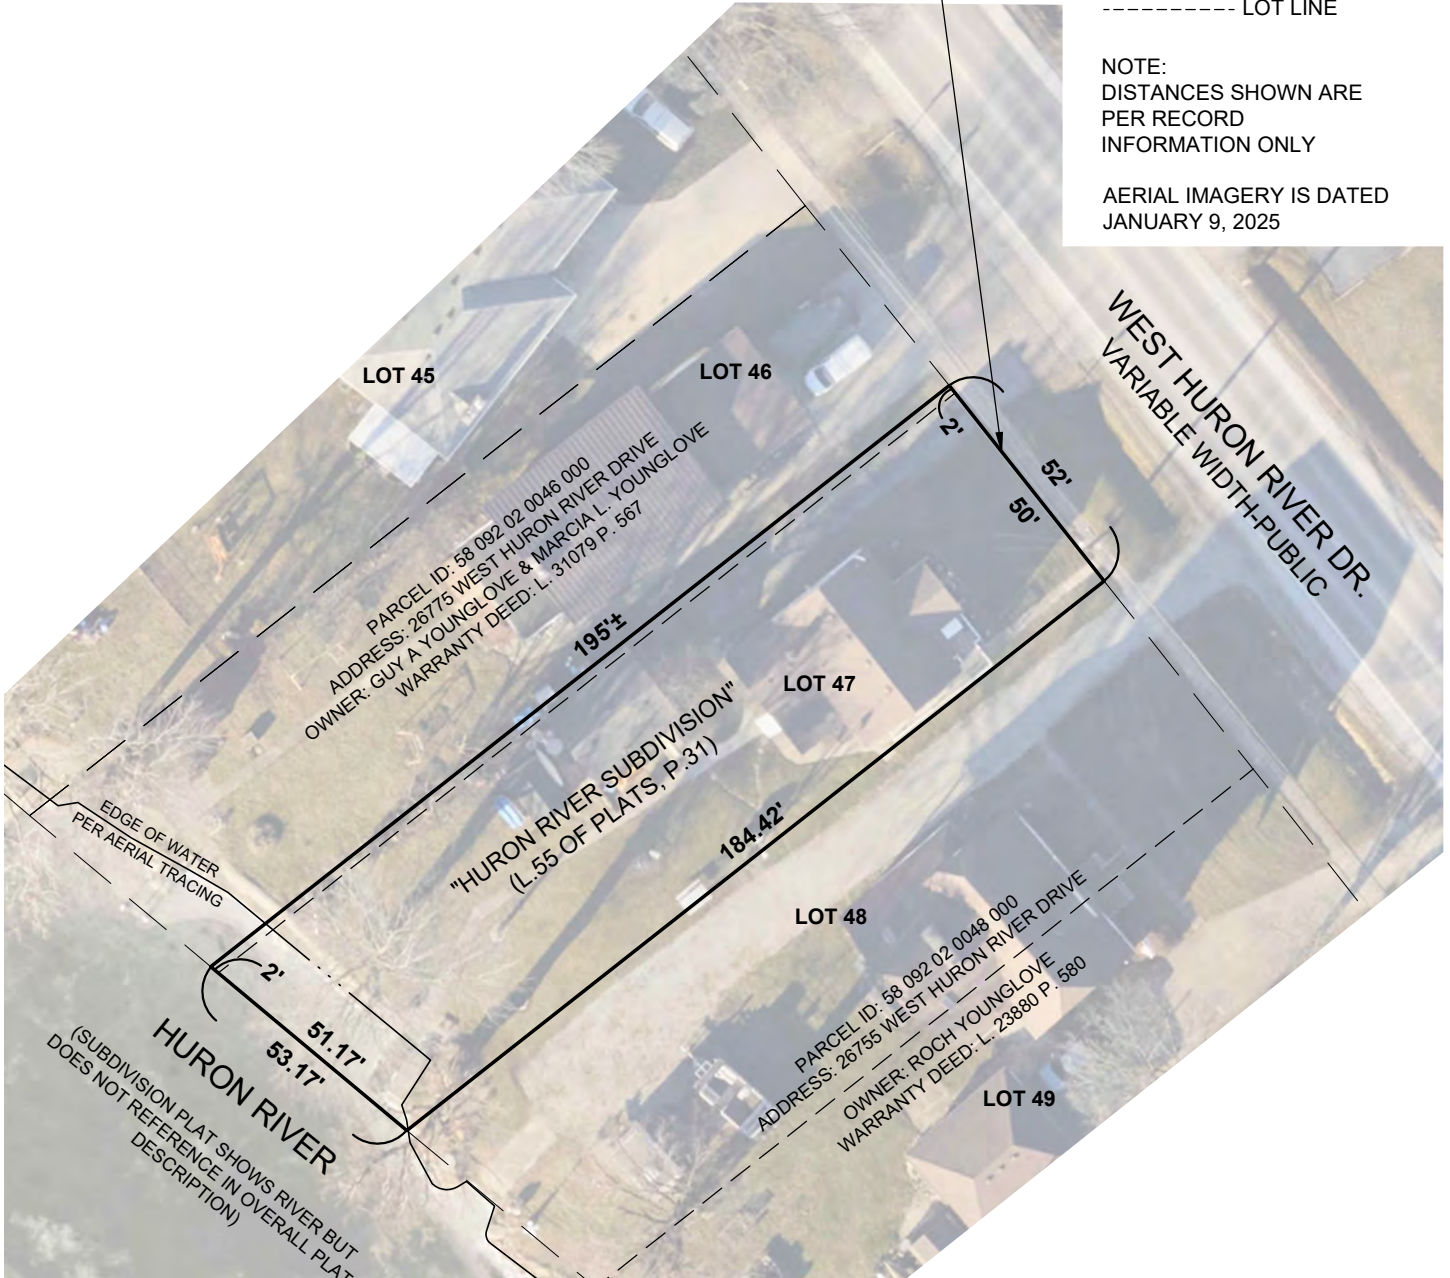 ---------- LOT LINE
NOTE:
DISTANCES SHOWN ARE
PER RECORD
INFORMATION ONLY
AERIAL IMAGERY IS DATED
JANUARY 9, 2025
WEST HURON RIVER DR.
VARIABLE WIDTH-PUBLIC
LOT 45
LOT 46
2'
52'
50'
PARCEL ID: 58 092 02 0046 000
ADDRESS: 26775 WEST HURON RIVER DRIVE
OWNER: GUY A YOUNGLOVE & MARCIA L. YOUNGLOVE
WARRANTY DEED: L. 31079 P. 567
195'±
LOT 47
"HURON RIVER SUBDIVISION"
(L.55 OF PLATS, P.31)
184.42'
EDGE OF WATER
PER AERIAL TRACING
LOT 48
2'
51.17'
53.17'
PARCEL ID: 58 092 02 0048 000
ADDRESS: 26755 WEST HURON RIVER DRIVE
OWNER: ROCH YOUNGLOVE
WARRANTY DEED: L. 23880 P. 580
LOT 49
HURON RIVER
(SUBDIVISION PLAT SHOWS RIVER BUT
DOES NOT REFERENCE IN OVERALL PLAT
DESCRIPTION)